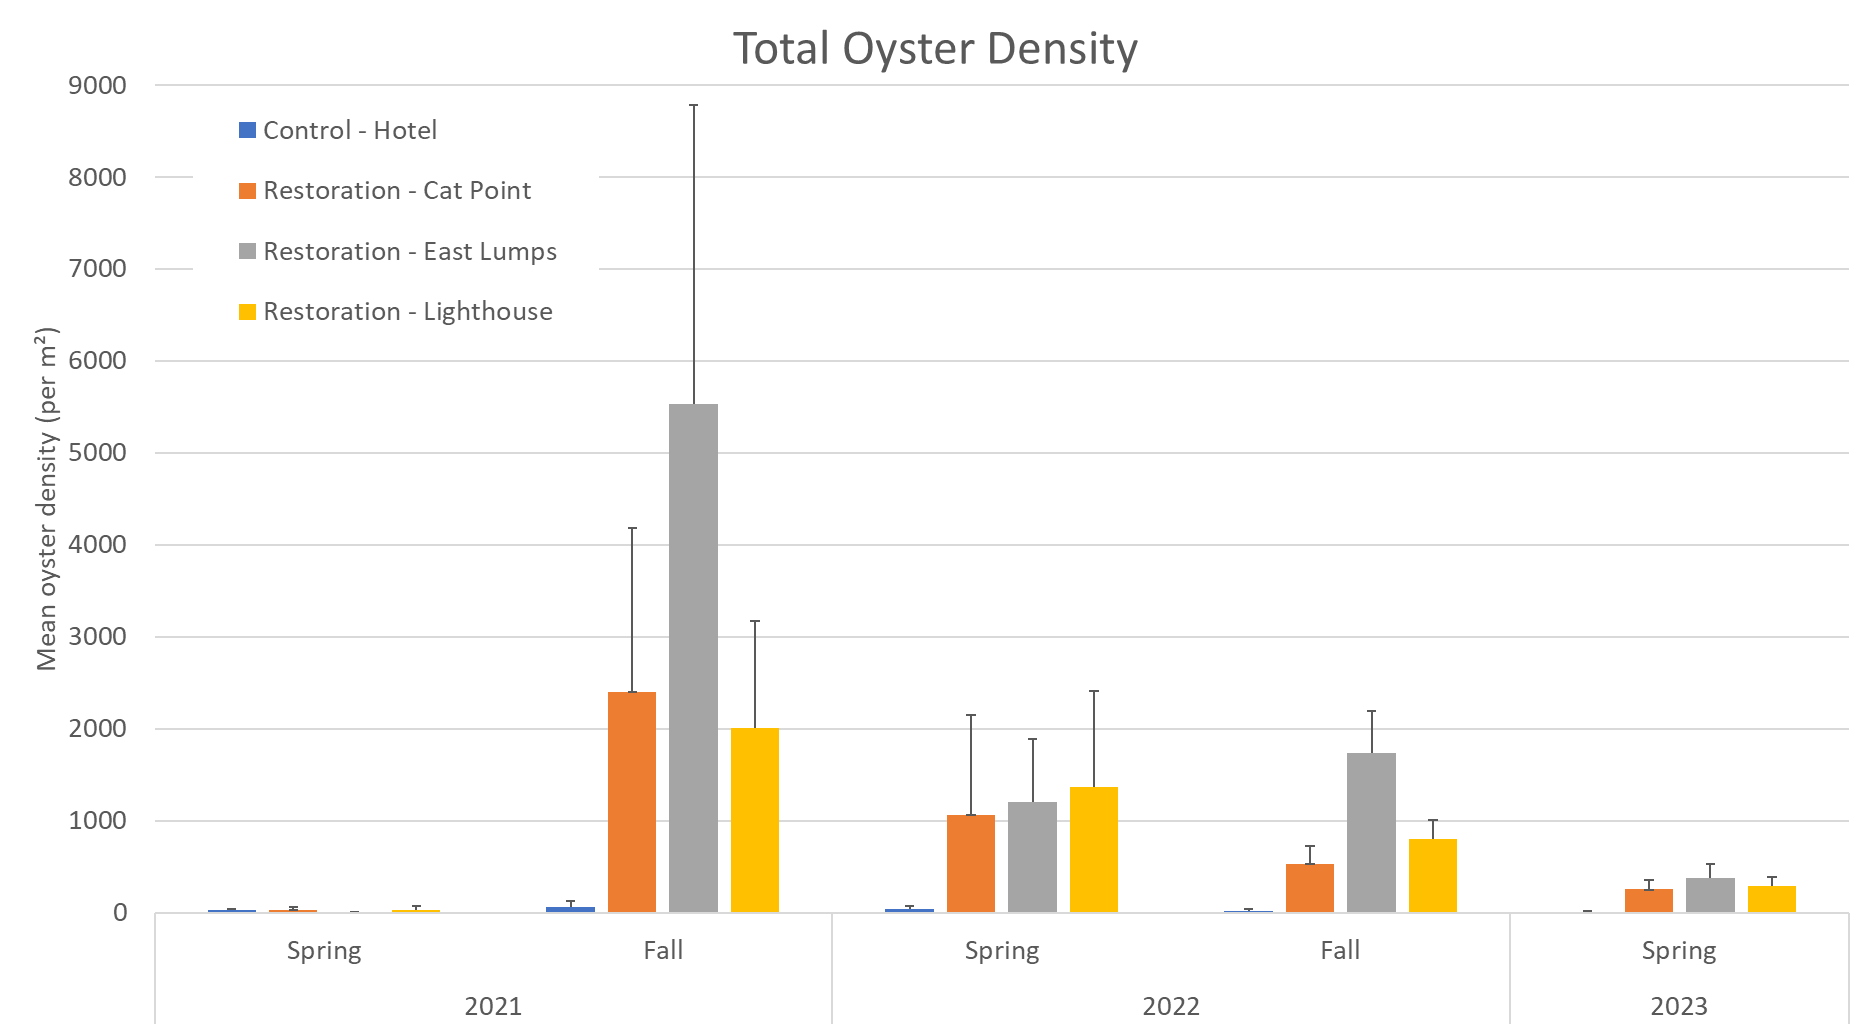 Total Oyster Density
9000
8000
7000
6000
5000
4000
3000
2000
1000
0
Mean oyster density (per m²)
Control - Hotel
Restoration - Cat Point
Restoration - East Lumps
Restoration - Lighthouse
Spring Fall Spring Fall Spring
2021 2022 2023